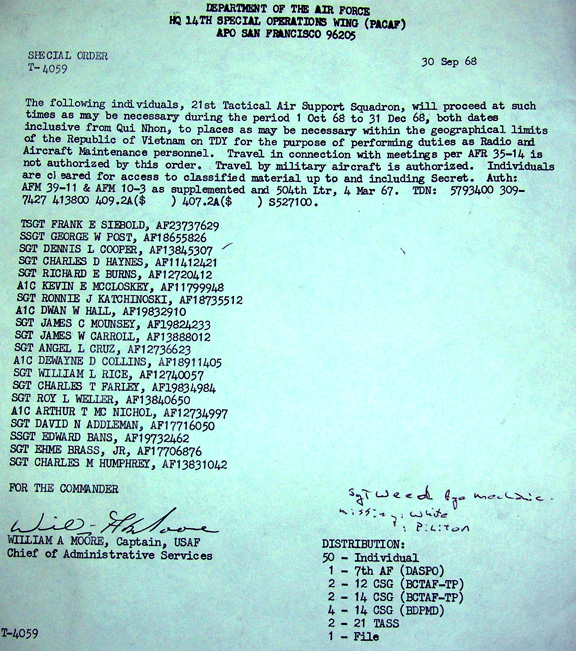 DEPARTMENT OF THE AIR FORCE
HQ 14TH SPECIAL OPERATIONS WING (PACAF)
APO SAN FRANCISCO 96205
SPECIAL ORDER
T-4059
30 Sep 68
The following individuals, 21st Tactical Air Support Squadron, will proceed at such
times as may be necessary during the period 1 Oct 68 to 31 Dec 68, both dates
inclusive from Qui Nhon, to places as may be necessary within the geographical limits
of the Republic of Vietnam on TDY for the purpose of performing duties as Radio and
Aircraft Maintenance personnel. Travel in connection with meetings per AFR 35-14 is
not authorized by this order. Travel by military aircraft is authorized. Individuals
are cleared for access to classified material up to and including Secret. Auth:
AFM 39-11 & AFM 10-3 as supplemented and 504th Ltr, 4 Mar 67. TDN: 5793400 309-
7427 413800 409.2A($ ) 407.2A($ ) S527100.
TSGT FRANK E SIEBOLD, AF23737629
SSGT GEORGE W POST, AF18655826
SGT DENNIS L COOPER, AF13845307
SGT CHARLES D HAYNES, AF11412421
SGT RICHARD E BURNS, AF12720412
A1C KEVIN E MCCLOSKEY, AF11799948
SGT RONNIE J KATCHINOSKI, AF18735512
A1C DWAN W HALL, AF19832910
SGT JAMES C MOUNSEY, AF19824233
SGT JAMES W CARROLL, AF13888012
SGT ANGEL L CRUZ, AF12736623
A1C DEWAYNE D COLLINS, AF18911405
SGT WILLIAM L RICE, AF12740057
SGT CHARLES T FARLEY, AF19834984
SGT ROY L WELLER, AF13840650
A1C ARTHUR T MC NICHOL, AF12734997
SGT DAVID N ADDLEMAN, AF17716050
SSGT EDWARD BANS, AF19732462
SGT EHME BRASS, JR, AF17706876
SGT CHARLES M HUMPHREY, AF13831042
FOR THE COMMANDER
Sgt Weed Age mechanic.
missing: White
: Piliton
WILLIAM A MOORE, Captain, USAF
Chief of Administrative Services
DISTRIBUTION:
50 - Individual
1 - 7th AF (DASPO)
2 - 12 CSG (BCTAF-TP)
2 - 14 CSG (BCTAF-TP)
4 - 14 CSG (BDPMD)
2 - 21 TASS
1 - File
T-4059